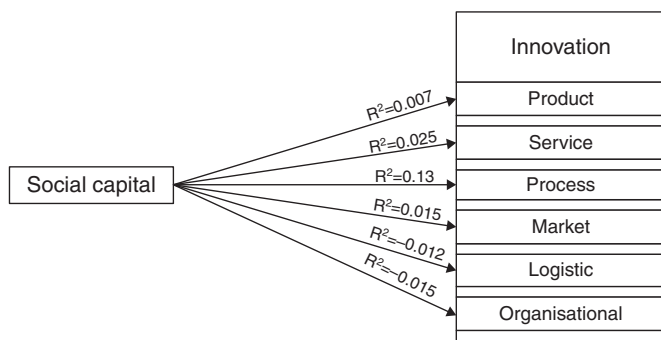 Innovation
Product
Service
Process
Market
Logistic
Organisational
Social capital
R²=0.007
R²=0.025
R²=0.13
R²=0.015
R²=–0.012
R²=–0.015